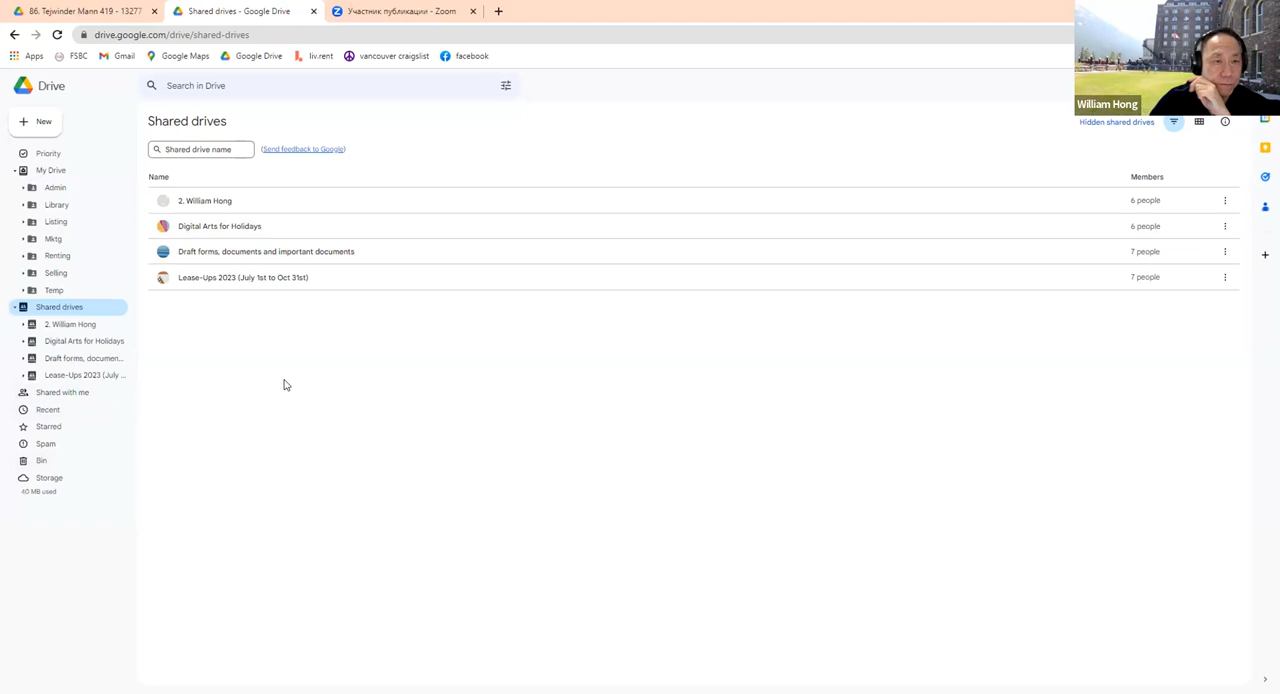 86. Tejwinder Mann 419 - 13277
Shared drives - Google Drive
Участник публикации - Zoom
drive.google.com/drive/shared-drives
Apps
FSBC
Gmail
Google Maps
Google Drive
liv.rent
vancouver craigslist
facebook
William Hong
Drive
Search in Drive
New
Shared drives
Hidden shared drives
Shared drive name
(Send feedback to Google)
Priority
My Drive
Admin
Library
Listing
Mktg
Renting
Selling
Temp
Shared drives
2. William Hong
Digital Arts for Holidays
Draft forms, documen...
Lease-Ups 2023 (July ...
Shared with me
Recent
Starred
Spam
Bin
Storage
40 MB used
Name Members
2. William Hong 6 people
Digital Arts for Holidays 6 people
Draft forms, documents and important documents 7 people
Lease-Ups 2023 (July 1st to Oct 31st) 7 people